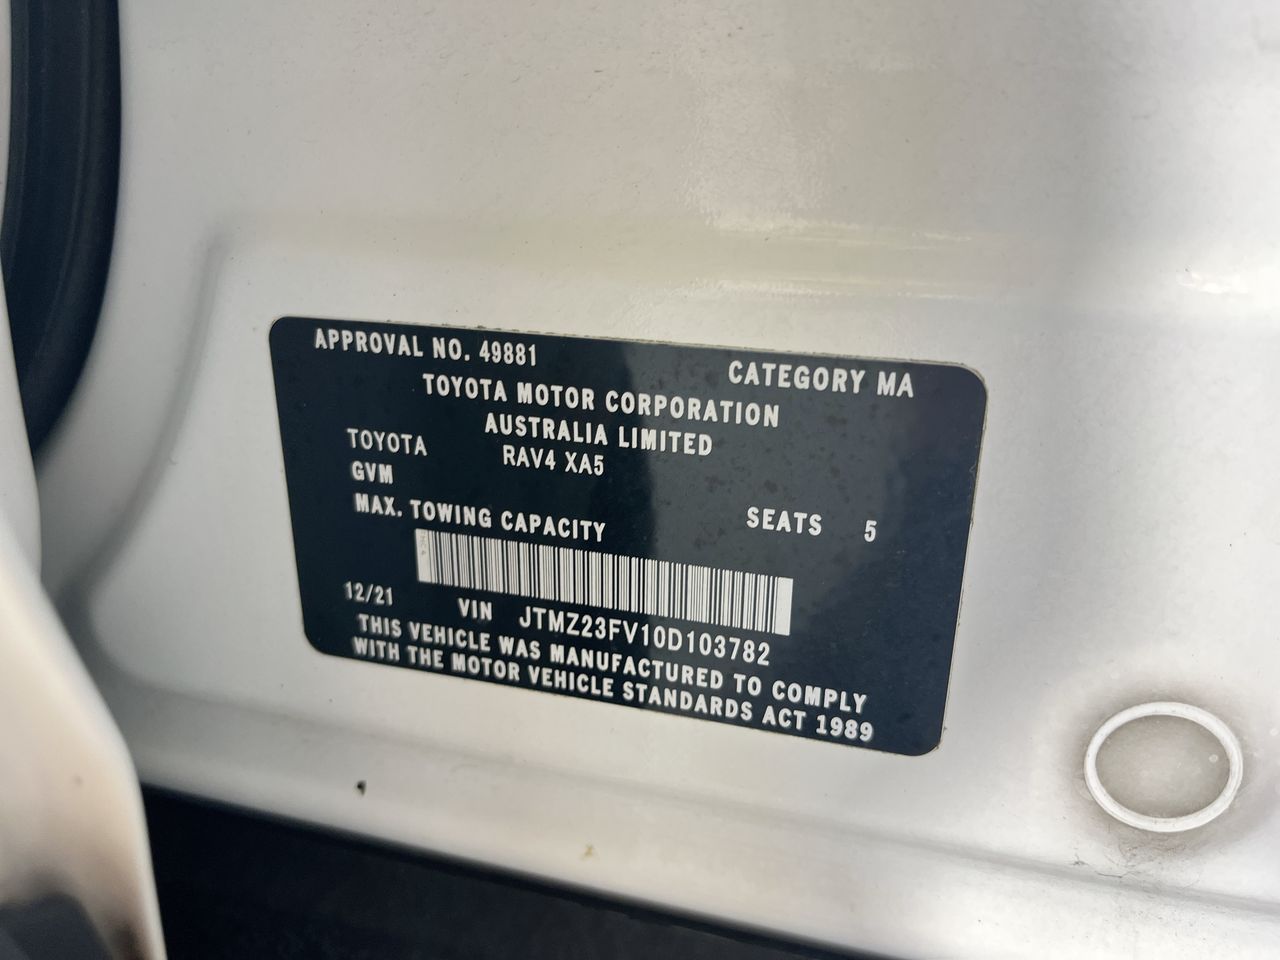 APPROVAL NO. 49881 CATEGORY MA
TOYOTA MOTOR CORPORATION
AUSTRALIA LIMITED
TOYOTA RAV4 XA5
GVM
MAX. TOWING CAPACITY SEATS 5
12/21 VIN JTMZ23FV10D103782
THIS VEHICLE WAS MANUFACTURED TO COMPLY
WITH THE MOTOR VEHICLE STANDARDS ACT 1989